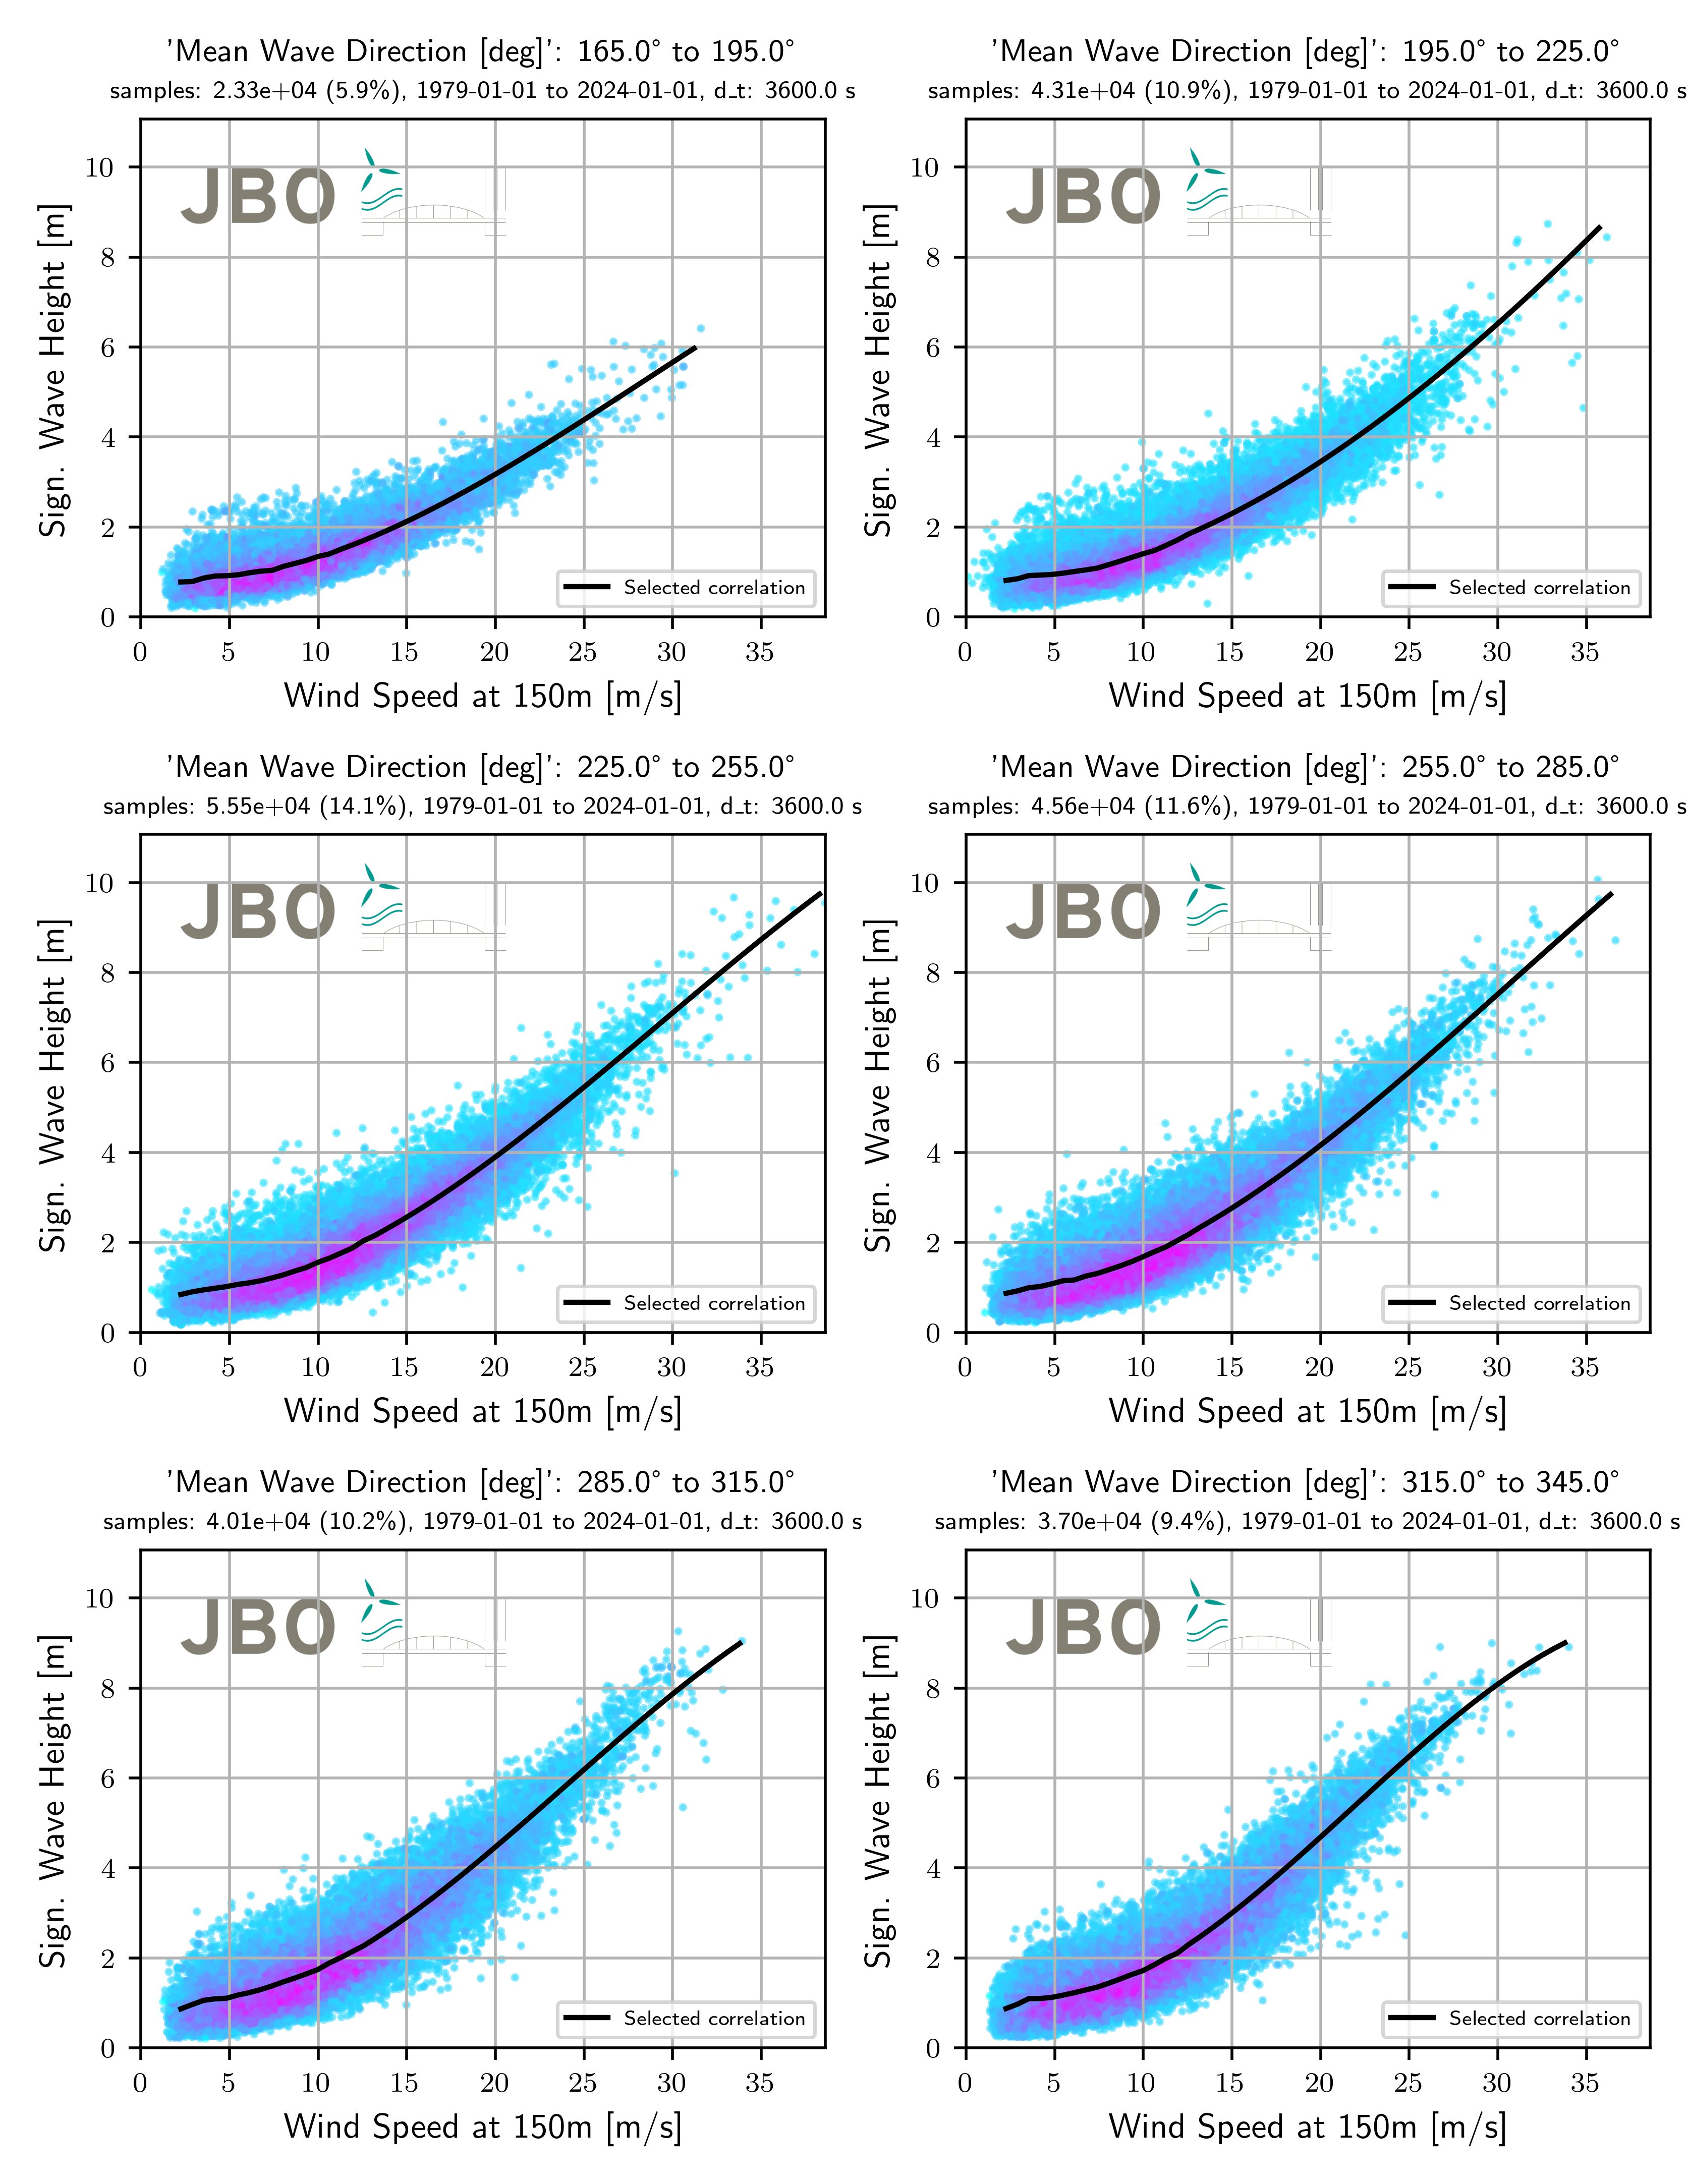 'Mean Wave Direction [deg]': 165.0° to 195.0°
samples: 2.33e+04 (5.9%), 1979-01-01 to 2024-01-01, d_t: 3600.0 s
JBO
Sign. Wave Height [m]
10
8
6
4
2
0
Selected correlation
0 5 10 15 20 25 30 35
Wind Speed at 150m [m/s]
'Mean Wave Direction [deg]': 195.0° to 225.0°
samples: 4.31e+04 (10.9%), 1979-01-01 to 2024-01-01, d_t: 3600.0 s
JBO
Sign. Wave Height [m]
10
8
6
4
2
0
Selected correlation
0 5 10 15 20 25 30 35
Wind Speed at 150m [m/s]
'Mean Wave Direction [deg]': 225.0° to 255.0°
samples: 5.55e+04 (14.1%), 1979-01-01 to 2024-01-01, d_t: 3600.0 s
JBO
Sign. Wave Height [m]
10
8
6
4
2
0
Selected correlation
0 5 10 15 20 25 30 35
Wind Speed at 150m [m/s]
'Mean Wave Direction [deg]': 255.0° to 285.0°
samples: 4.56e+04 (11.6%), 1979-01-01 to 2024-01-01, d_t: 3600.0 s
JBO
Sign. Wave Height [m]
10
8
6
4
2
0
Selected correlation
0 5 10 15 20 25 30 35
Wind Speed at 150m [m/s]
'Mean Wave Direction [deg]': 285.0° to 315.0°
samples: 4.01e+04 (10.2%), 1979-01-01 to 2024-01-01, d_t: 3600.0 s
JBO
Sign. Wave Height [m]
10
8
6
4
2
0
Selected correlation
0 5 10 15 20 25 30 35
Wind Speed at 150m [m/s]
'Mean Wave Direction [deg]': 315.0° to 345.0°
samples: 3.70e+04 (9.4%), 1979-01-01 to 2024-01-01, d_t: 3600.0 s
JBO
Sign. Wave Height [m]
10
8
6
4
2
0
Selected correlation
0 5 10 15 20 25 30 35
Wind Speed at 150m [m/s]